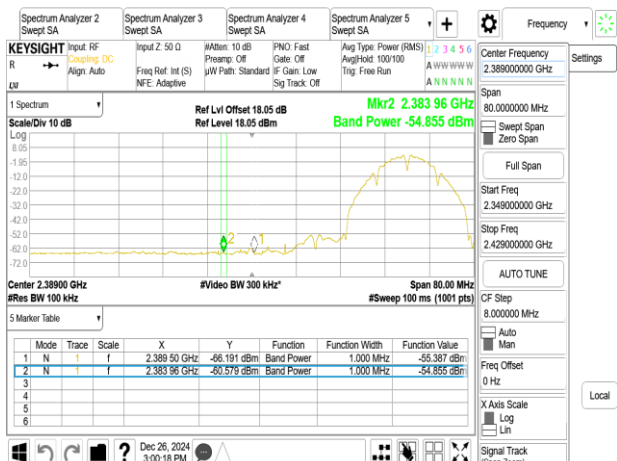 Spectrum Analyzer 2
Swept SA
Spectrum Analyzer 3
Swept SA
Spectrum Analyzer 4
Swept SA
Spectrum Analyzer 5
Swept SA
Frequency
KEYSIGHT
R
Input: RF
Coupling: DC
Align: Auto
Input Z: 50 Ω
Freq Ref: Int (S)
NFE: Adaptive
#Atten: 10 dB
Preamp: Off
µW Path: Standard
PNO: Fast
Gate: Off
IF Gain: Low
Sig Track: Off
Avg Type: Power (RMS)
Avg|Hold: 100/100
Trig: Free Run
1 2 3 4 5 6
A W W W W W
A N N N N N
1 Spectrum
Scale/Div 10 dB
Log
Ref Lvl Offset 18.05 dB
Ref Level 18.05 dBm
Mkr2 2.383 96 GHz
Band Power -54.855 dBm
8.05
-1.95
-12.0
-22.0
-32.0
-42.0
-52.0
-62.0
-72.0
2
1
Center 2.38900 GHz
#Res BW 100 kHz
#Video BW 300 kHz*
Span 80.00 MHz
#Sweep 100 ms (1001 pts)
5 Marker Table
Mode Trace Scale X Y Function Function Width Function Value
1 N 1 f 2.389 50 GHz -66.191 dBm Band Power 1.000 MHz -55.387 dBm
2 N 1 f 2.383 96 GHz -60.579 dBm Band Power 1.000 MHz -54.855 dBm
3
4
5
6
Dec 26, 2024
3:00:18 PM
Center Frequency
2.389000000 GHz
Span
80.0000000 MHz
Swept Span
Zero Span
Full Span
Start Freq
2.349000000 GHz
Stop Freq
2.429000000 GHz
AUTO TUNE
CF Step
8.000000 MHz
Auto
Man
Freq Offset
0 Hz
X Axis Scale
Log
Lin
Signal Track
Settings
Local